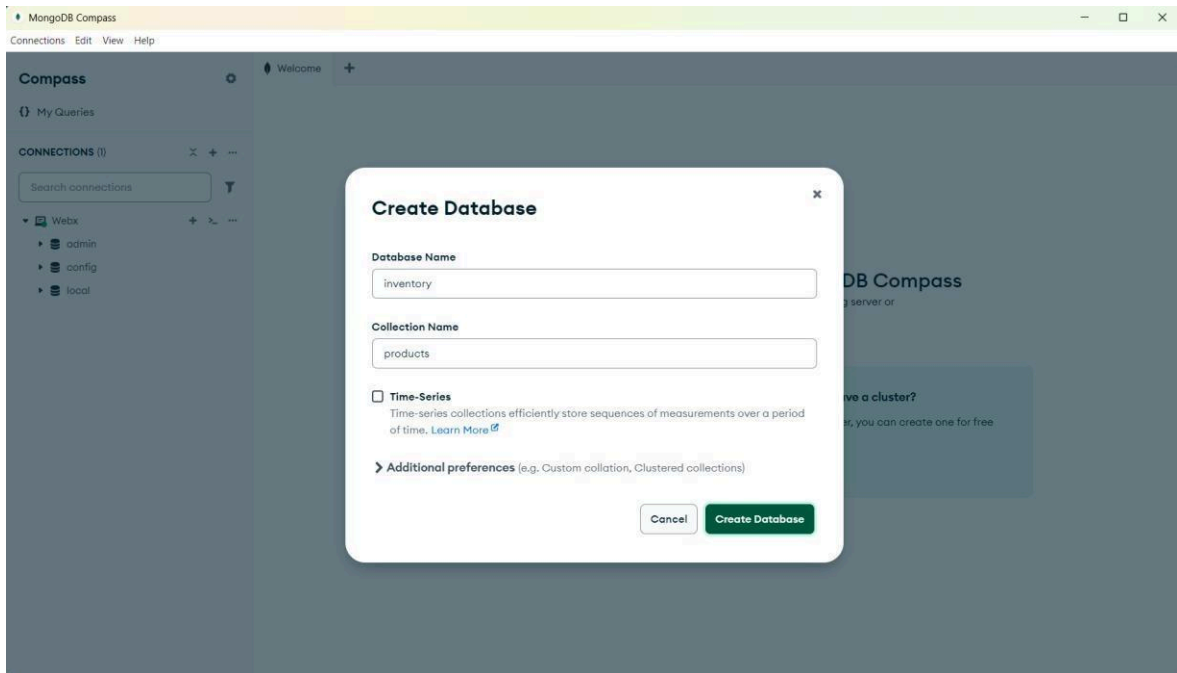 MongoDB Compass
Connections Edit View Help
Compass
{} My Queries
CONNECTIONS (1)
Search connections
Webx
admin
config
local
Welcome
Create Database
Database Name
inventory
Collection Name
products
Time-Series
Time-series collections efficiently store sequences of measurements over a period
of time. Learn More
Additional preferences (e.g. Custom collation, Clustered collections)
Cancel Create Database
DB Compass
server or
a cluster?
you can create one for free